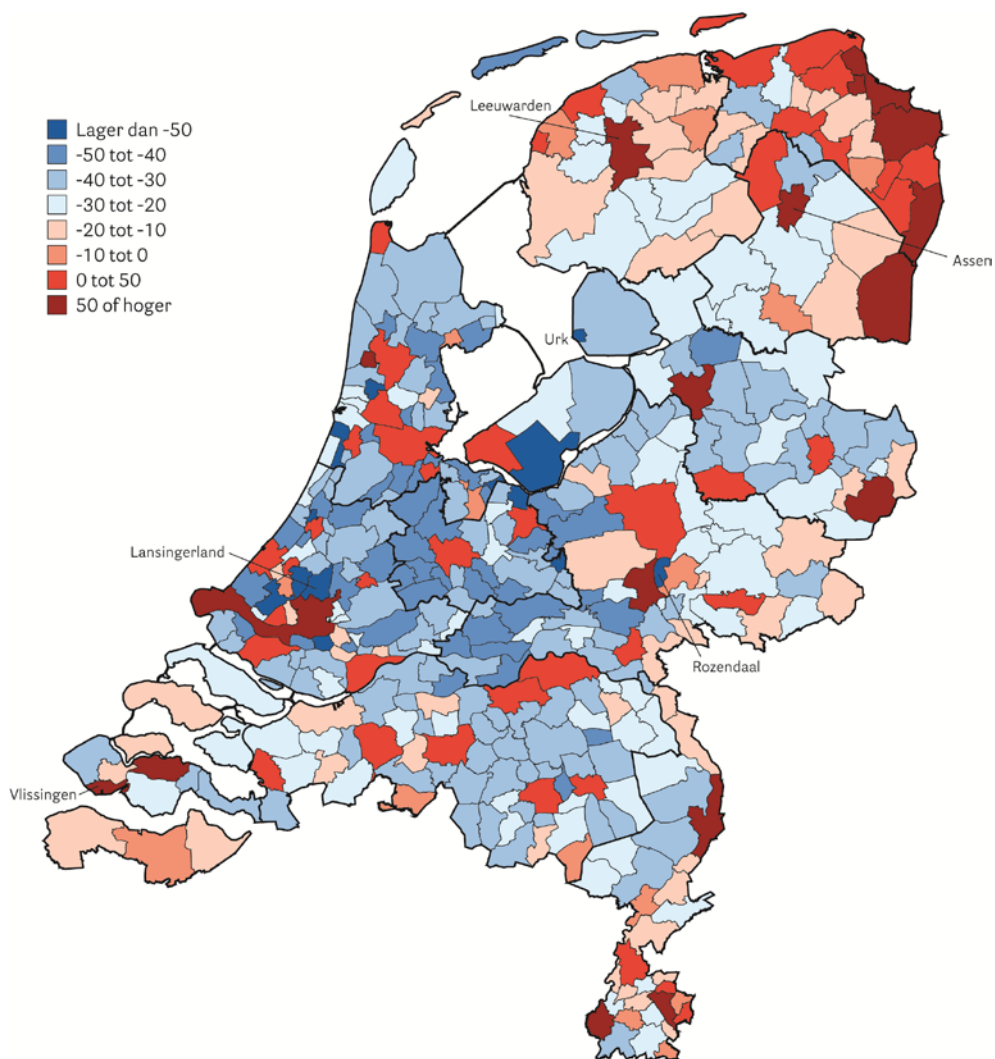 Leeuwarden
Lager dan -50
-50 tot -40
-40 tot -30
-30 tot -20
-20 tot -10
-10 tot 0
0 tot 50
50 of hoger
Assen
Urk
Lansingerland
Rozendaal
Vlissingen